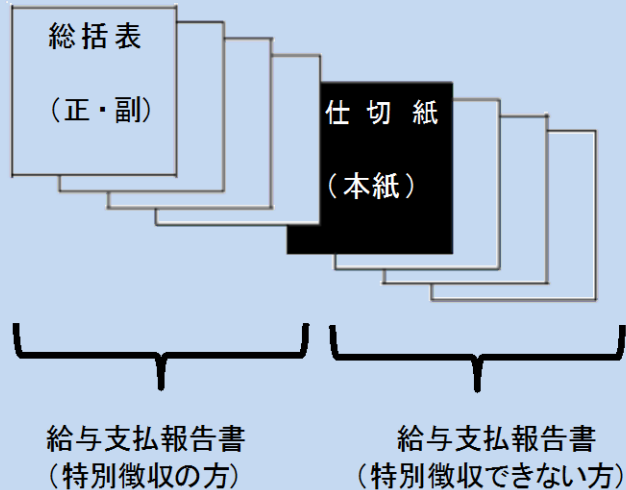 総括表
（正・副）
仕切紙
（本紙）
給与支払報告書
（特別徴収の方）
給与支払報告書
（特別徴収できない方）